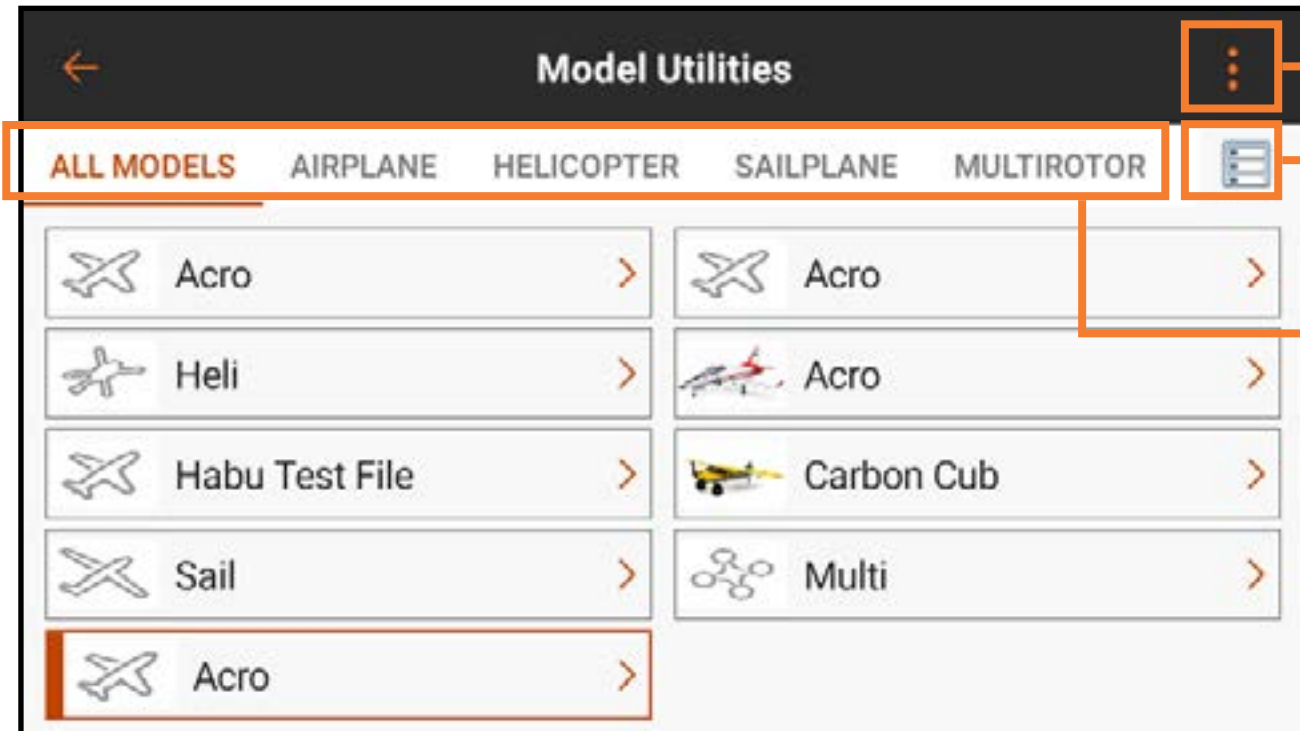 Model Utilities
ALL MODELS AIRPLANE HELICOPTER SAILPLANE MULTIROTOR
Acro Acro
Heli Acro
Habu Test File Carbon Cub
Sail Multi
Acro